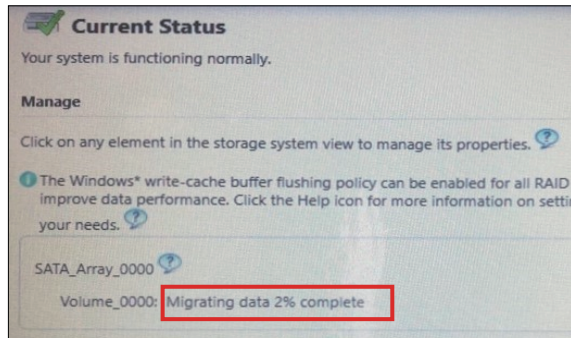 Current Status
Your system is functioning normally.
Manage
Click on any element in the storage system view to manage its properties.
The Windows* write-cache buffer flushing policy can be enabled for all RAID
improve data performance. Click the Help icon for more information on setti
your needs.
SATA_Array_0000
Volume_0000: Migrating data 2% complete